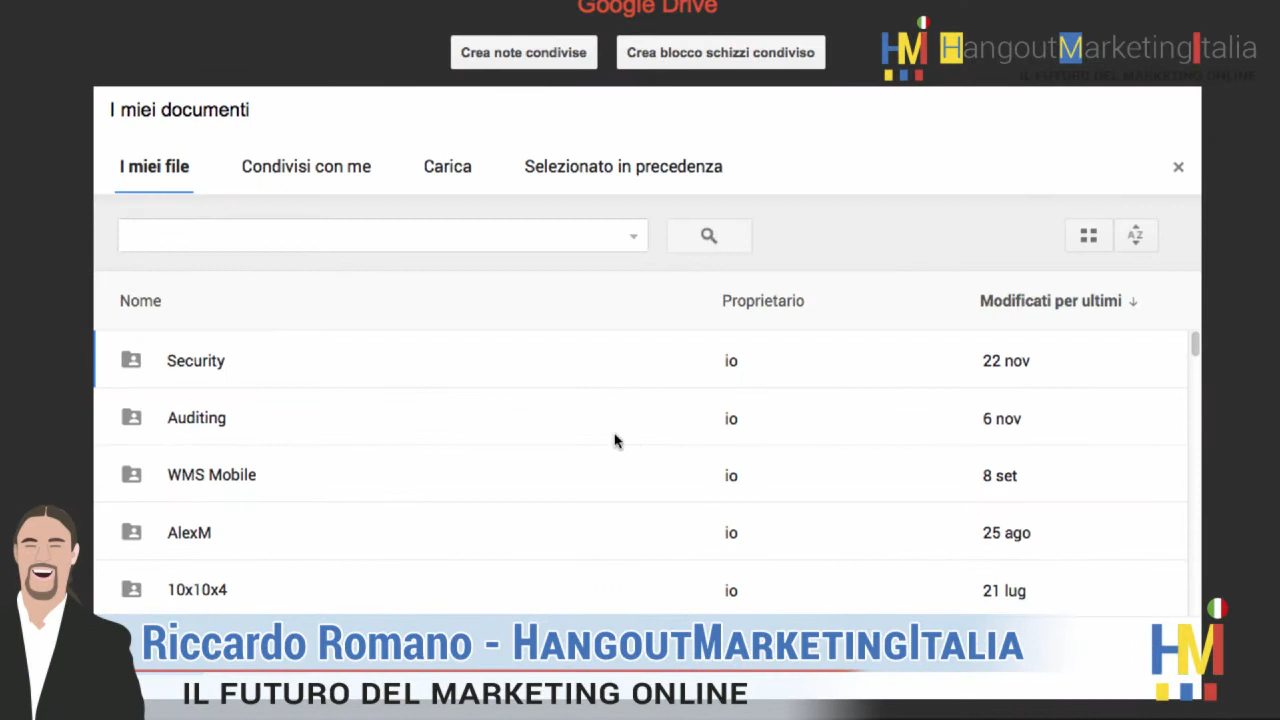 Google Drive
Crea note condivise
Crea blocco schizzi condiviso
HM HangoutMarketingItalia
IL FUTURO DEL MARKETING ONLINE
I miei documenti
I miei file
Condivisi con me
Carica
Selezionato in precedenza
×
AZ
Nome
Proprietario
Modificati per ultimi ↓
Security io 22 nov
Auditing io 6 nov
WMS Mobile io 8 set
AlexM io 25 ago
10x10x4 io 21 lug
Riccardo Romano - HANGOUTMARKETINGITALIA
IL FUTURO DEL MARKETING ONLINE
HM